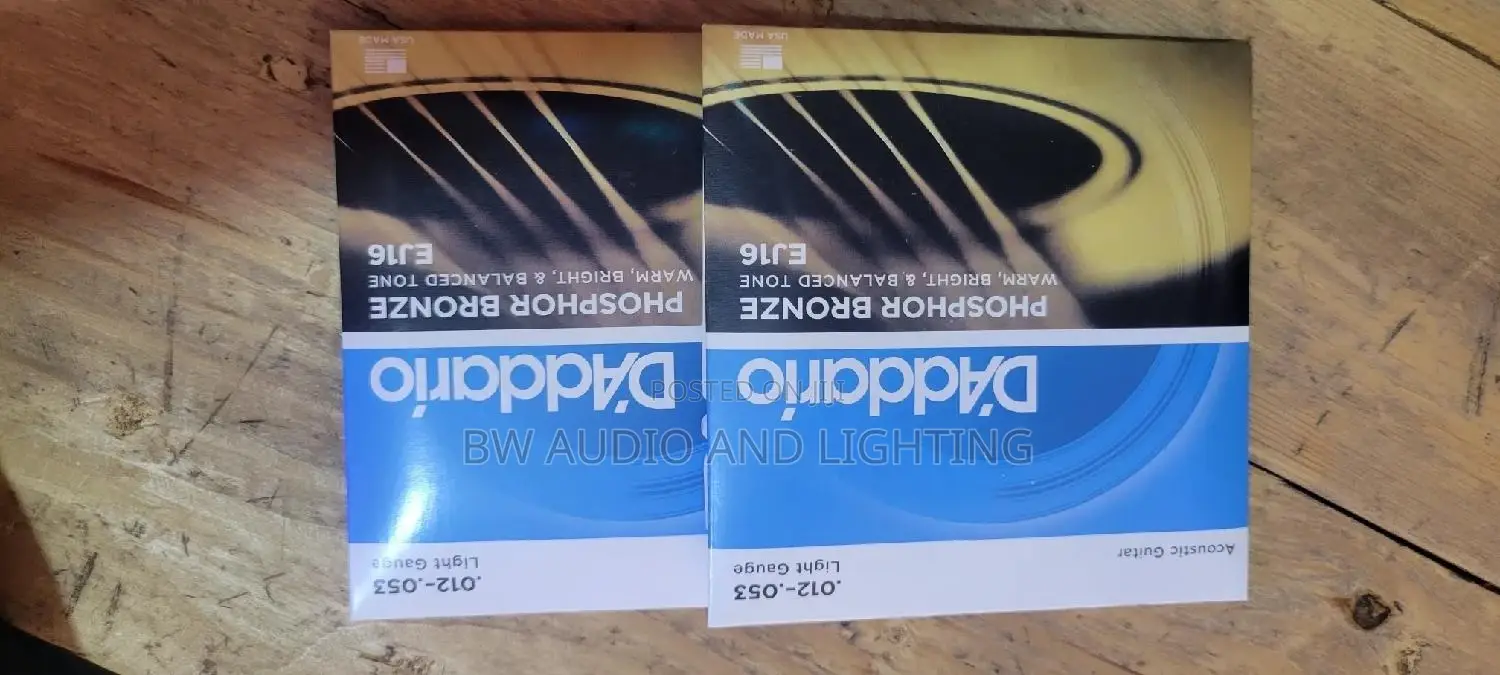 .012-.053
Light Gauge
Acoustic Guitar
D'Addario
PHOSPHOR BRONZE
WARM, BRIGHT, & BALANCED TONE
EJ16
USA MADE
.012-.053
Light Gauge
D'Addario
PHOSPHOR BRONZE
WARM, BRIGHT, & BALANCED TONE
EJ16
USA MADE
POSTED ON JIJI
BW AUDIO AND LIGHTING